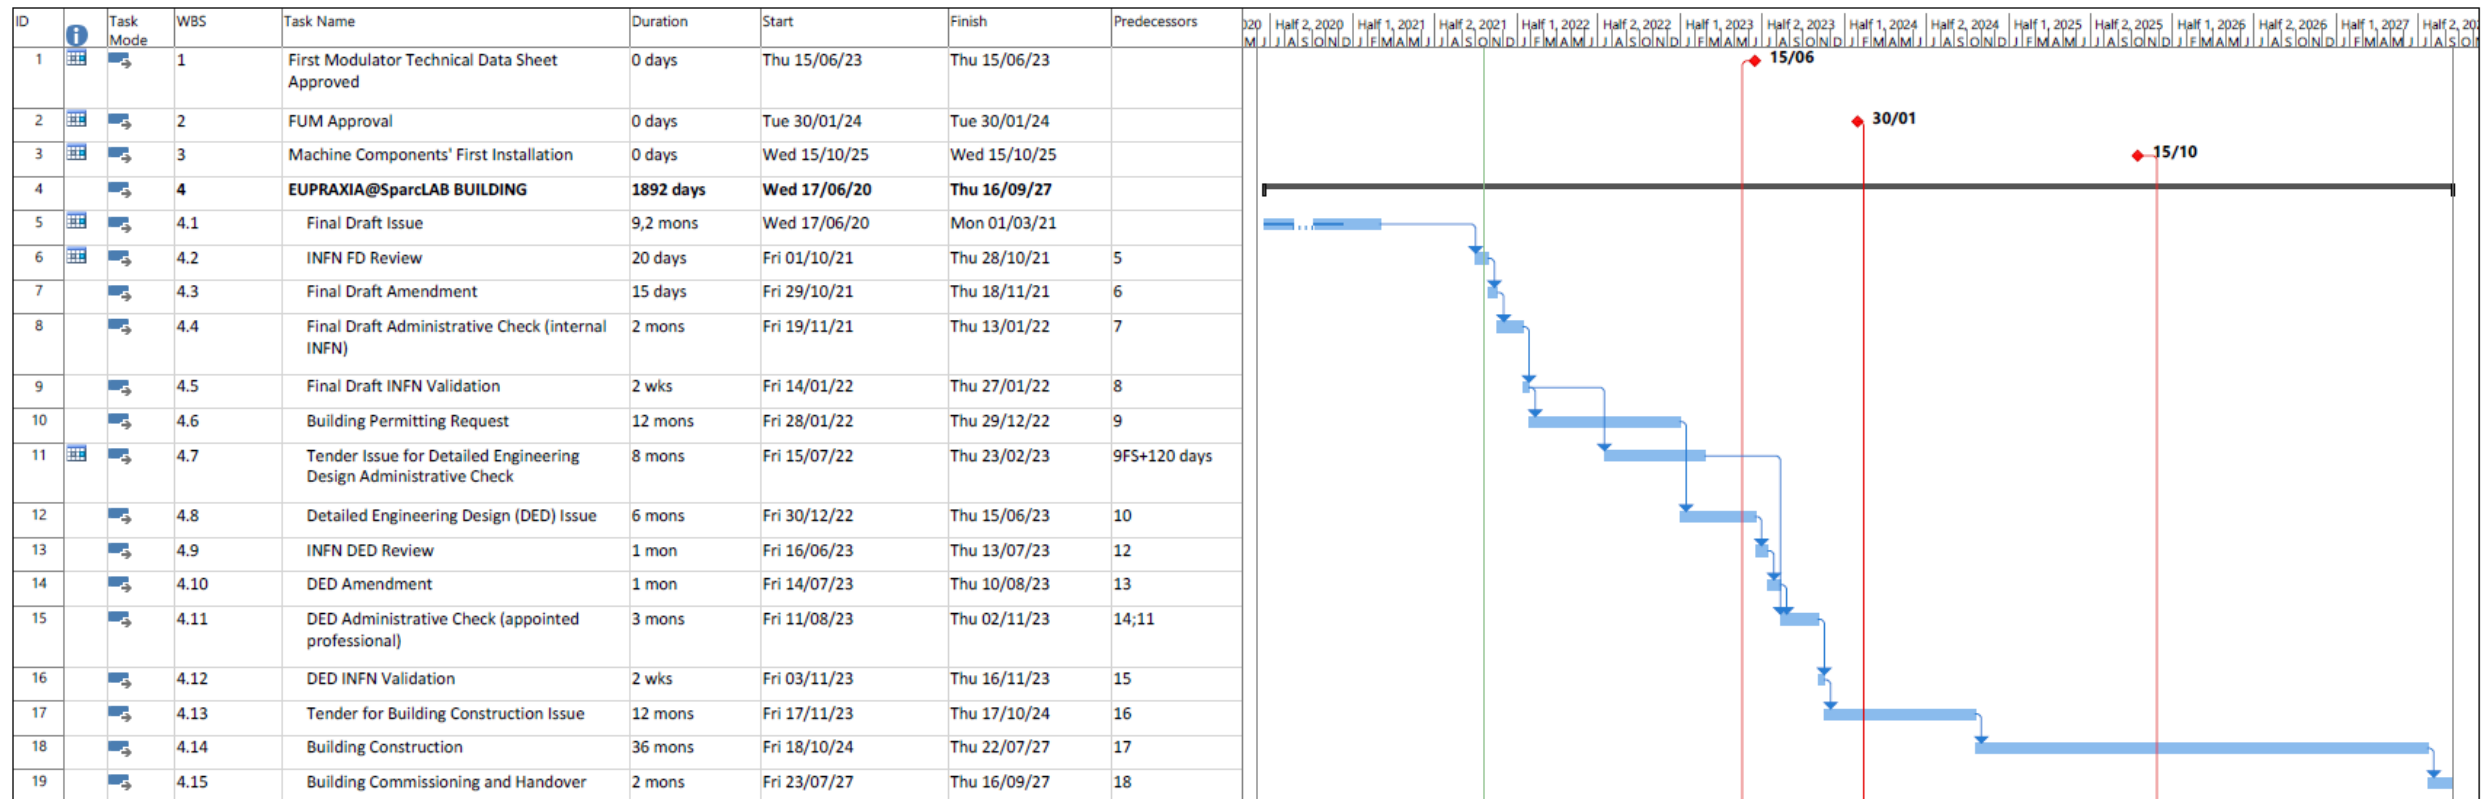 ID Task Mode WBS Task Name Duration Start Finish Predecessors
020 Half 2, 2020 Half 1, 2021 Half 2, 2021 Half 1, 2022 Half 2, 2022 Half 1, 2023 Half 2, 2023 Half 1, 2024 Half 2, 2024 Half 1, 2025 Half 2, 2025 Half 1, 2026 Half 2, 2026 Half 1, 2027 Half 2, 202
M J J A S O N D J F M A M J J A S O N D J F M A M J J A S O N D J F M A M J J A S O N D J F M A M J J A S O N D J F M A M J J A S O N D J F M A M J J A S O N D J F M A M J J A S O N
1 1 First Modulator Technical Data Sheet 0 days Thu 15/06/23 Thu 15/06/23 15/06
Approved
2 2 FUM Approval 0 days Tue 30/01/24 Tue 30/01/24 30/01
3 3 Machine Components' First Installation 0 days Wed 15/10/25 Wed 15/10/25 15/10
4 4 EUPRAXIA@SparcLAB BUILDING 1892 days Wed 17/06/20 Thu 16/09/27
5 4.1 Final Draft Issue 9,2 mons Wed 17/06/20 Mon 01/03/21
6 4.2 INFN FD Review 20 days Fri 01/10/21 Thu 28/10/21 5
7 4.3 Final Draft Amendment 15 days Fri 29/10/21 Thu 18/11/21 6
8 4.4 Final Draft Administrative Check (internal 2 mons Fri 19/11/21 Thu 13/01/22 7
INFN)
9 4.5 Final Draft INFN Validation 2 wks Fri 14/01/22 Thu 27/01/22 8
10 4.6 Building Permitting Request 12 mons Fri 28/01/22 Thu 29/12/22 9
11 4.7 Tender Issue for Detailed Engineering 8 mons Fri 15/07/22 Thu 23/02/23 9FS+120 days
Design Administrative Check
12 4.8 Detailed Engineering Design (DED) Issue 6 mons Fri 30/12/22 Thu 15/06/23 10
13 4.9 INFN DED Review 1 mon Fri 16/06/23 Thu 13/07/23 12
14 4.10 DED Amendment 1 mon Fri 14/07/23 Thu 10/08/23 13
15 4.11 DED Administrative Check (appointed 3 mons Fri 11/08/23 Thu 02/11/23 14;11
professional)
16 4.12 DED INFN Validation 2 wks Fri 03/11/23 Thu 16/11/23 15
17 4.13 Tender for Building Construction Issue 12 mons Fri 17/11/23 Thu 17/10/24 16
18 4.14 Building Construction 36 mons Fri 18/10/24 Thu 22/07/27 17
19 4.15 Building Commissioning and Handover 2 mons Fri 23/07/27 Thu 16/09/27 18